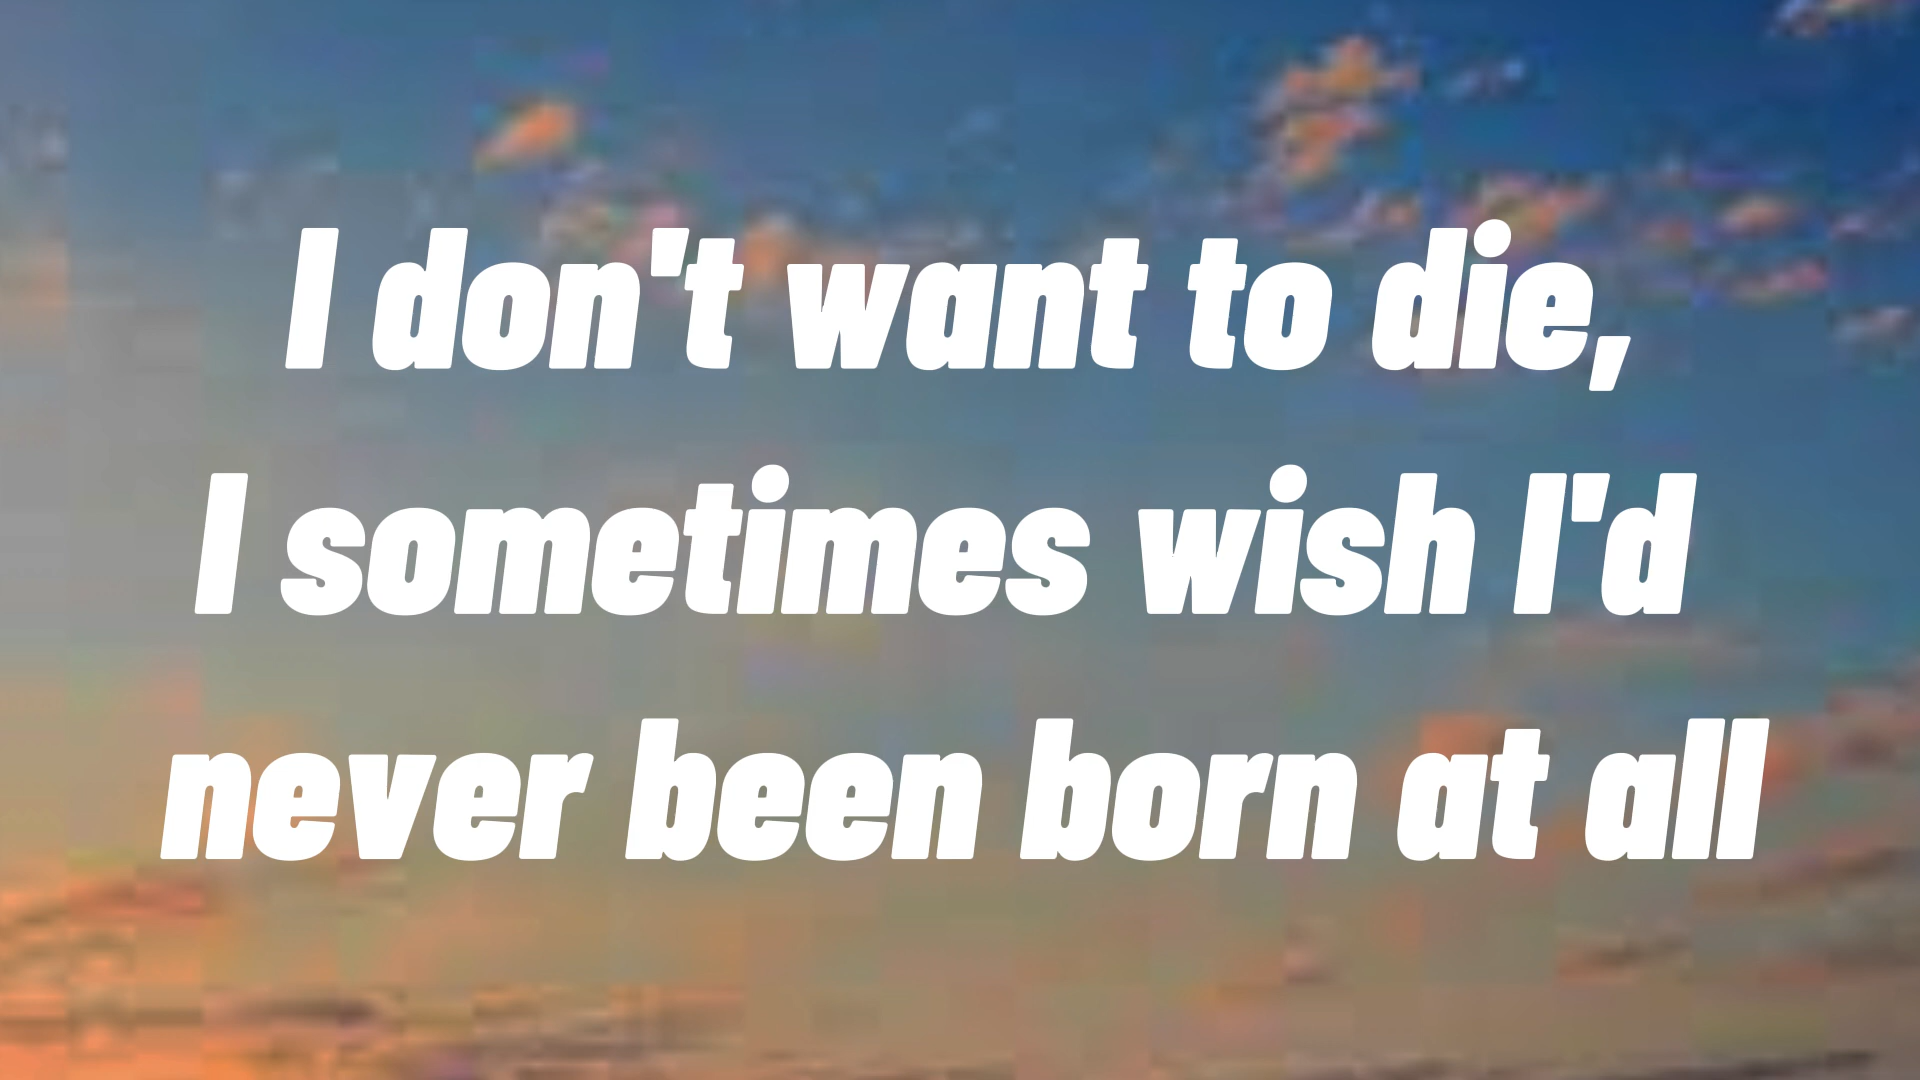 I don't want to die,
I sometimes wish I'd
never been born at all